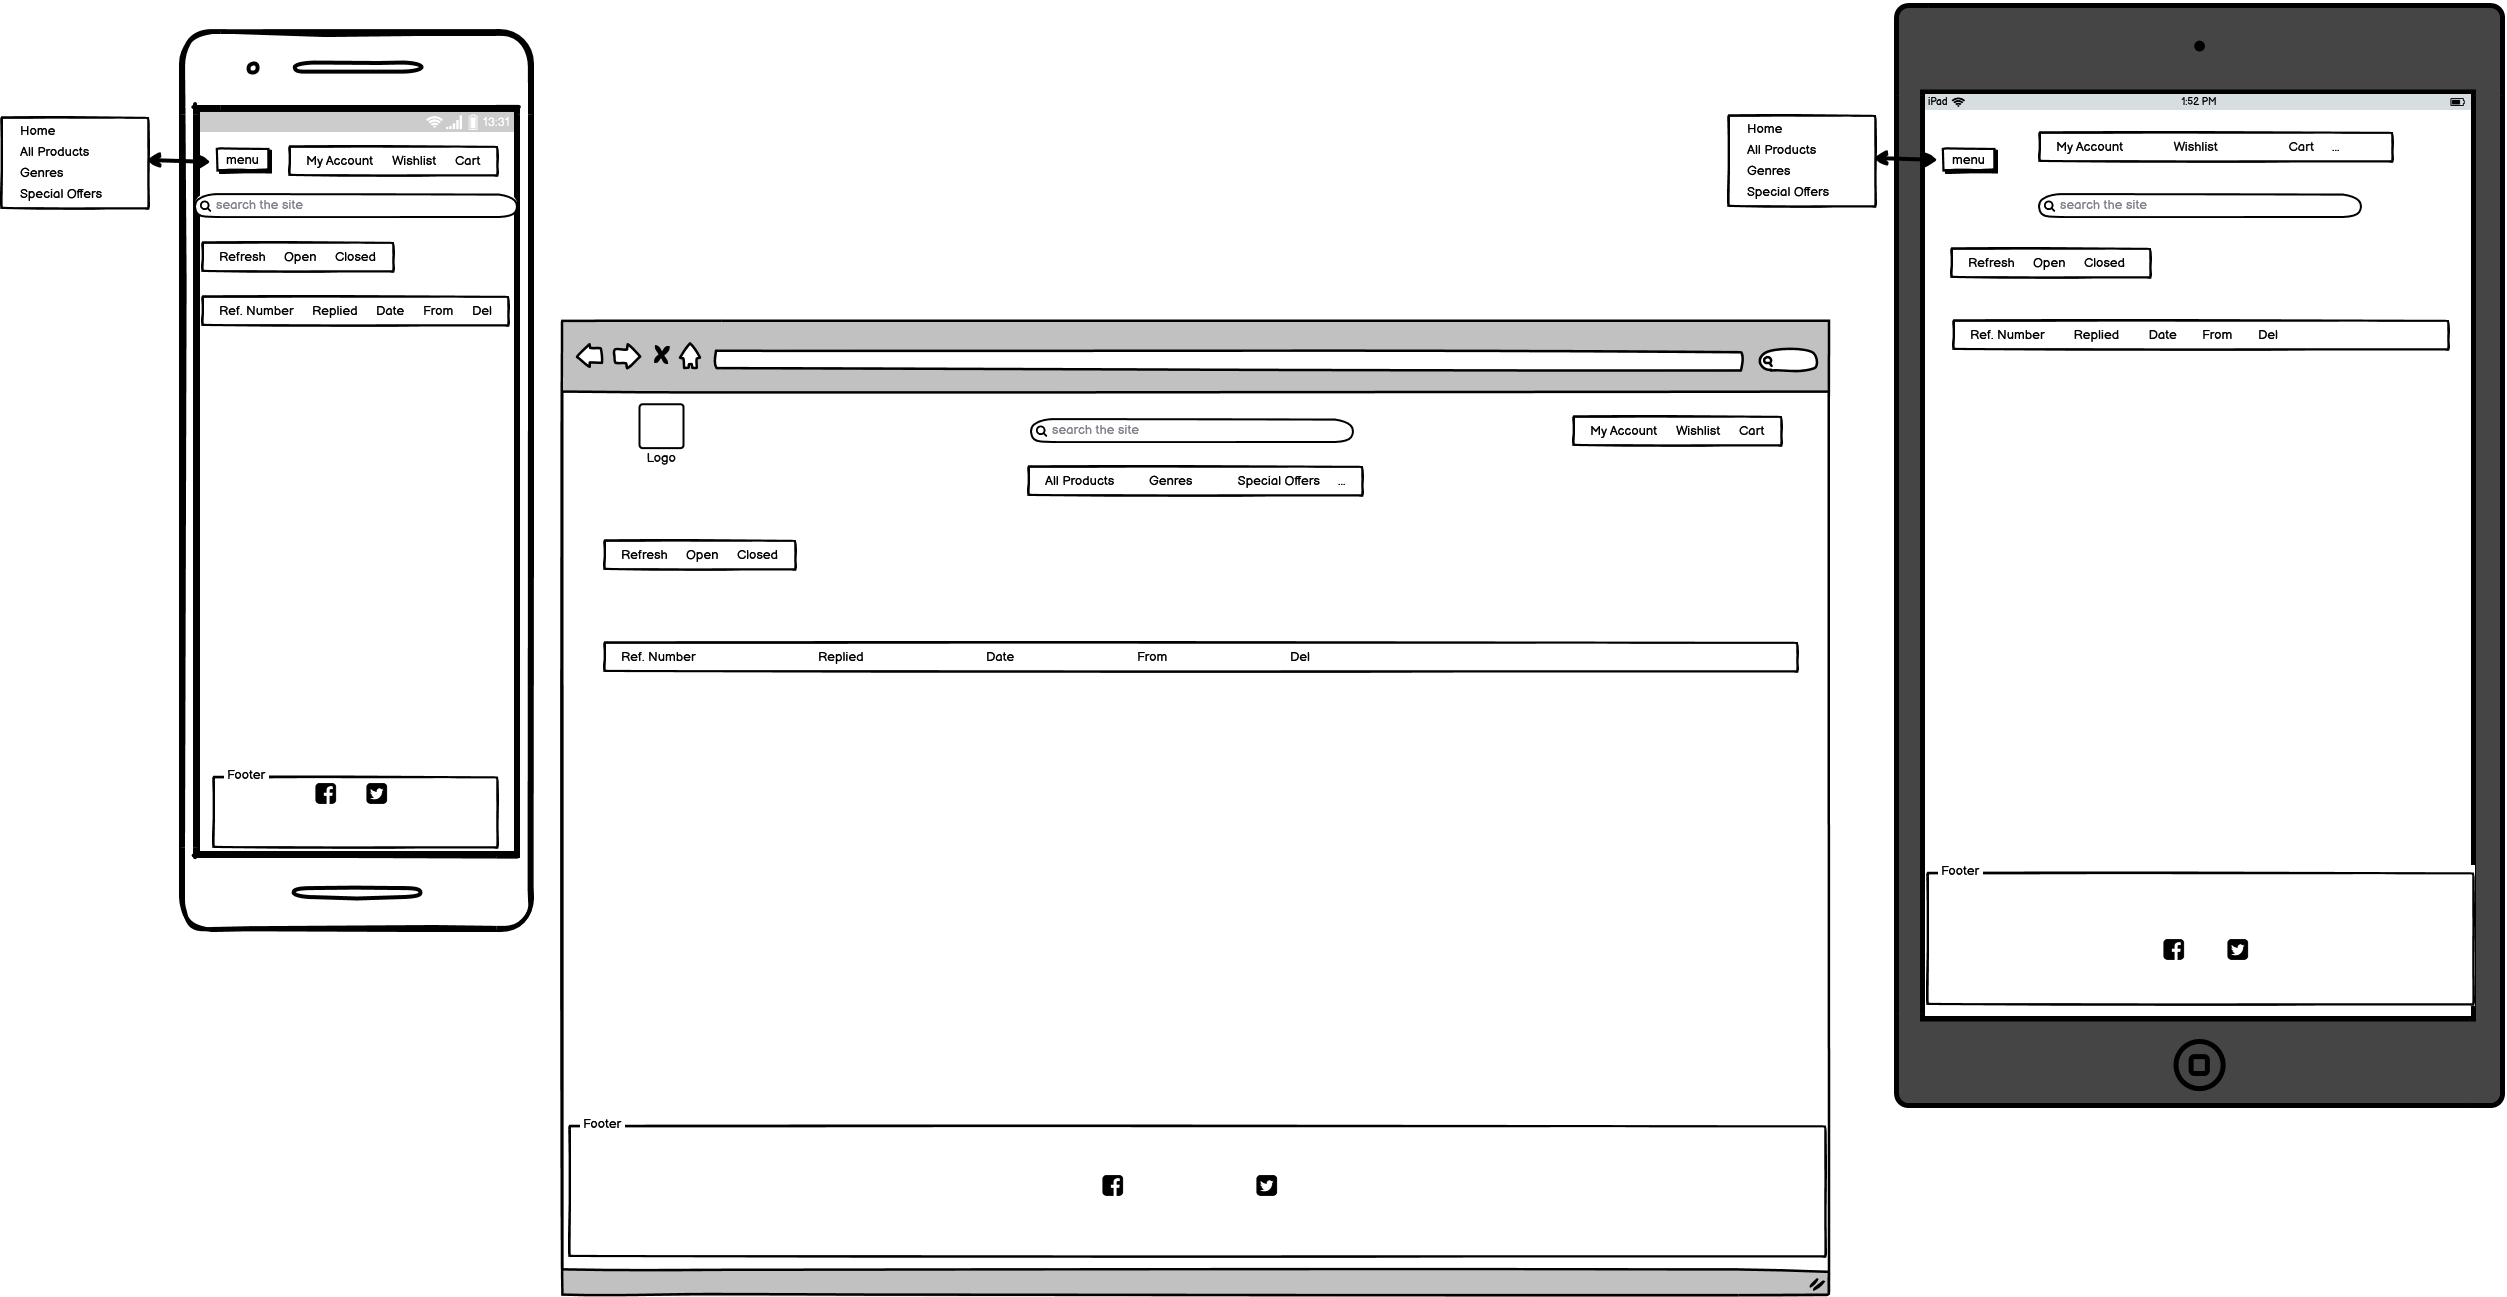 Home
All Products
Genres
Special Offers
13:31
menu
My Account Wishlist Cart
search the site
Refresh Open Closed
Ref. Number Replied Date From Del
Footer
Logo
search the site
My Account Wishlist Cart
All Products Genres Special Offers ...
Refresh Open Closed
Ref. Number Replied Date From Del
Footer
Home
All Products
Genres
Special Offers
iPad 1:52 PM
menu
My Account Wishlist Cart ...
search the site
Refresh Open Closed
Ref. Number Replied Date From Del
Footer